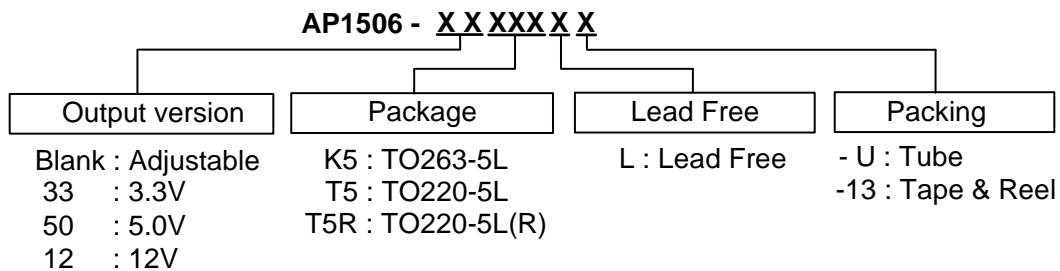 AP1506 - X X XXX X X
Output version
Package
Lead Free
Packing
Blank : Adjustable
33 : 3.3V
50 : 5.0V
12 : 12V
K5 : TO263-5L
T5 : TO220-5L
T5R : TO220-5L(R)
L : Lead Free
- U : Tube
-13 : Tape & Reel